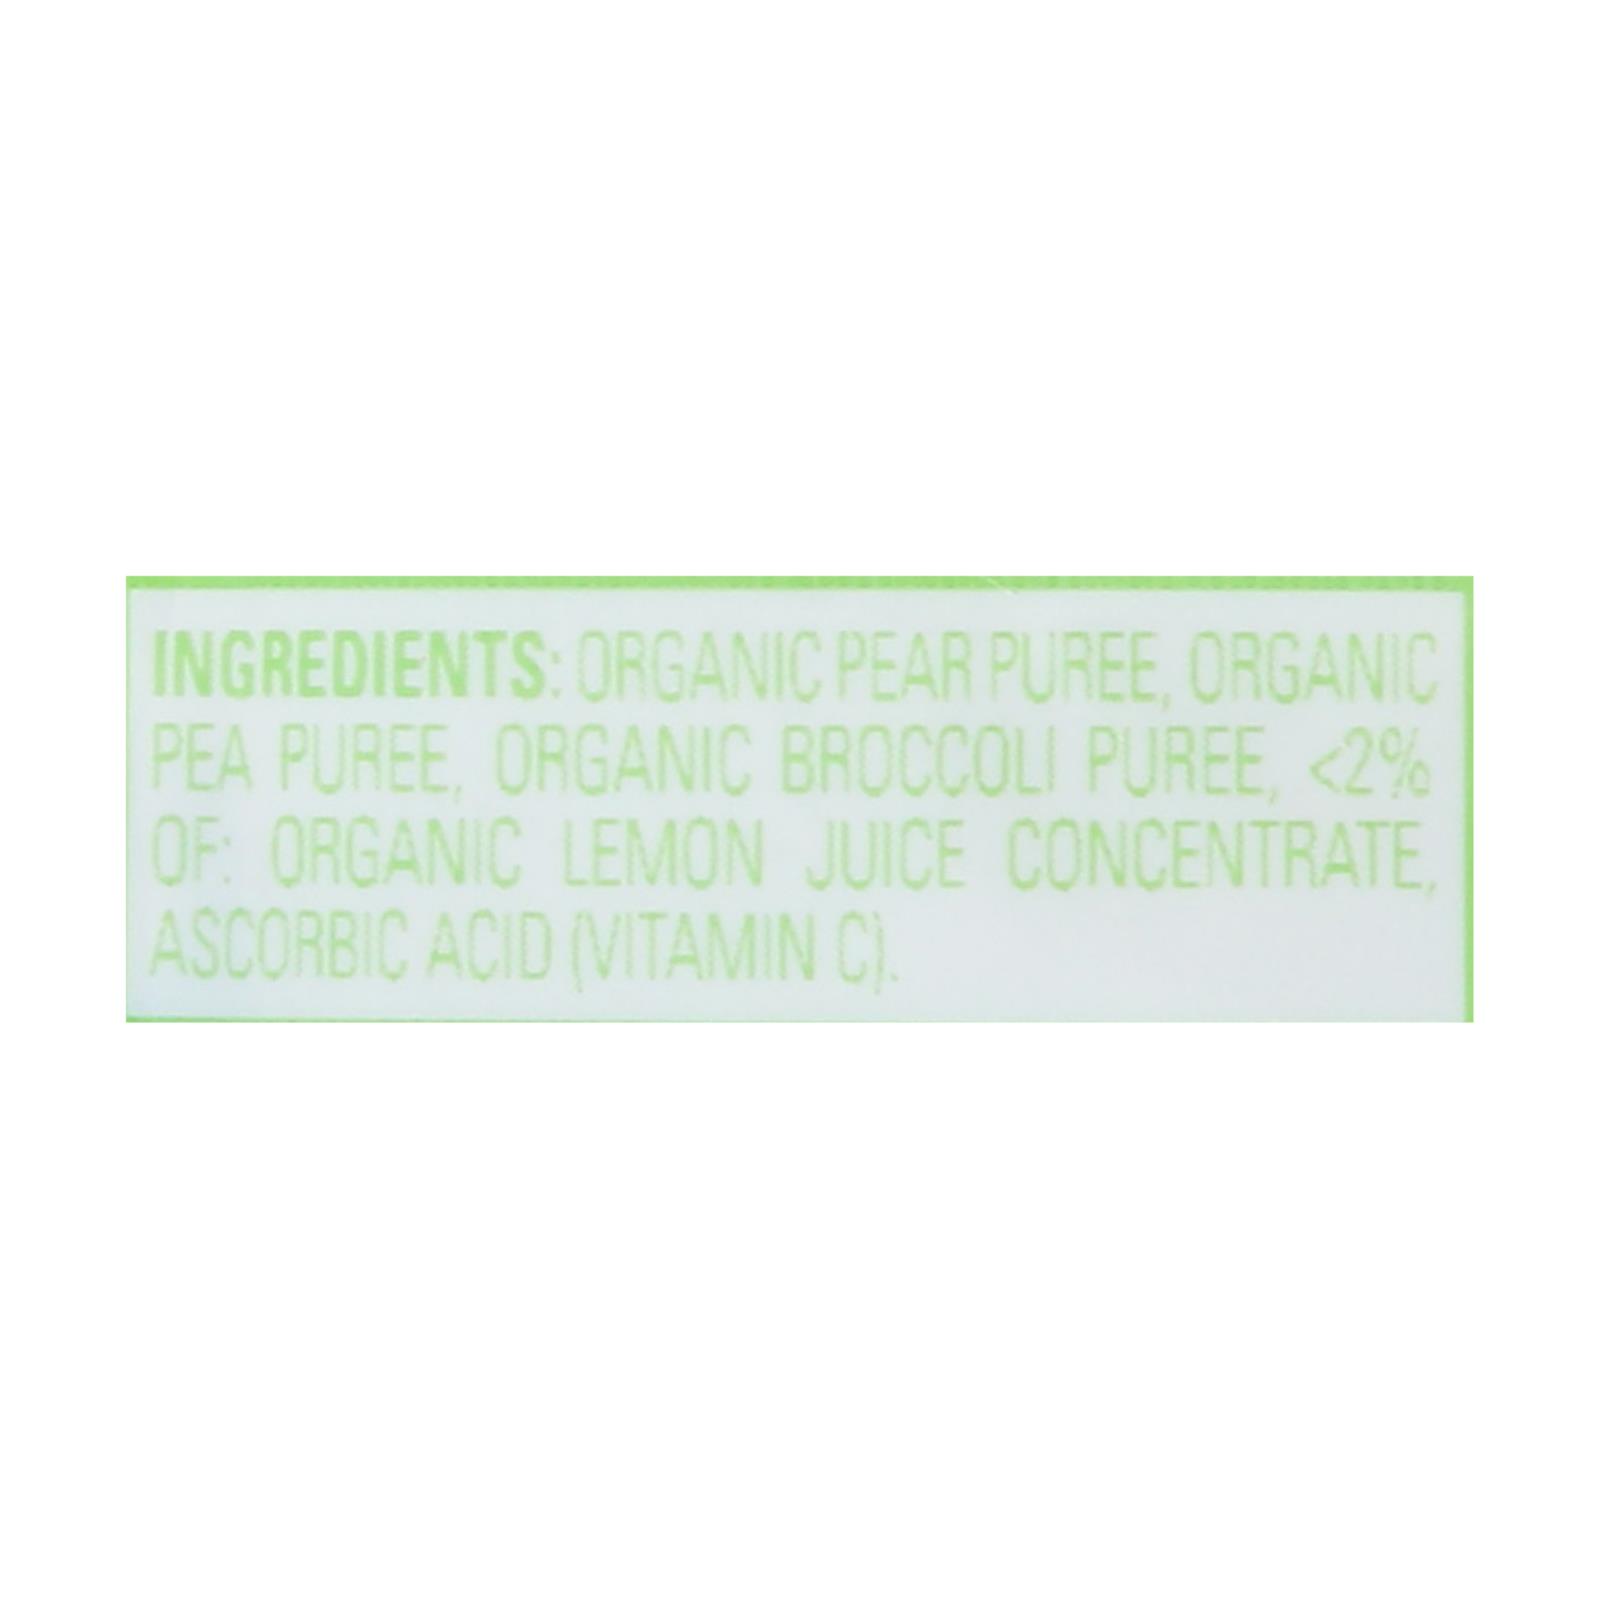 INGREDIENTS: ORGANIC PEAR PUREE, ORGANIC
PEA PUREE, ORGANIC BROCCOLI PUREE, <2%
OF: ORGANIC LEMON JUICE CONCENTRATE,
ASCORBIC ACID (VITAMIN C).